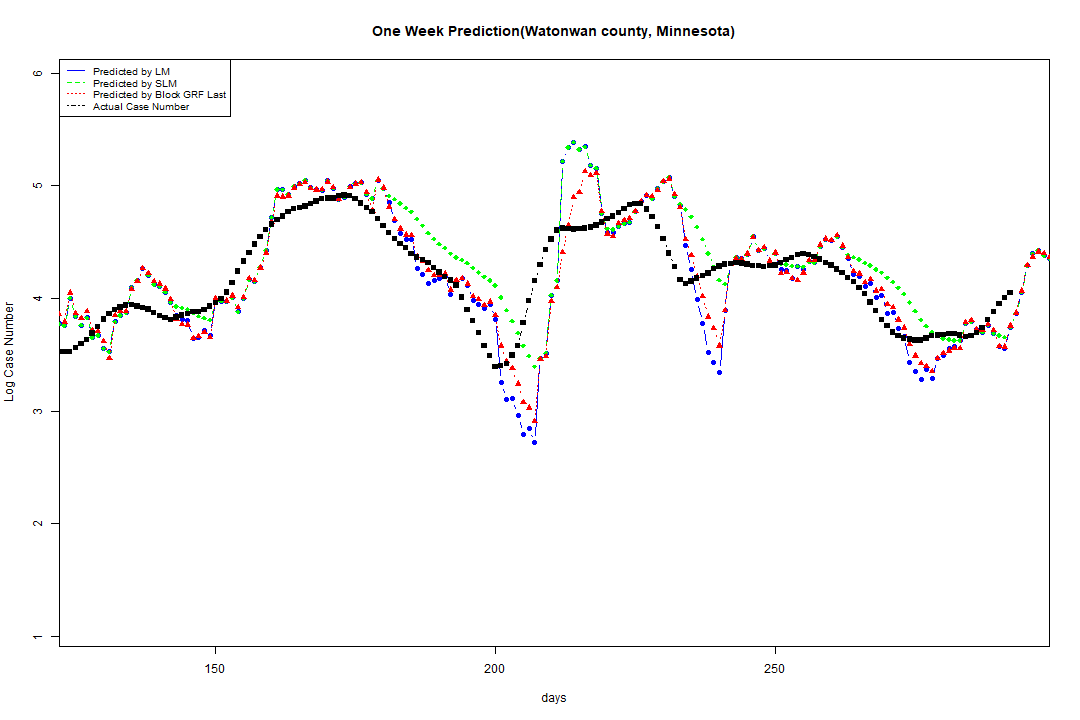 One Week Prediction(Watonwan county, Minnesota)
Predicted by LM
Predicted by SLM
Predicted by Block GRF Last
Actual Case Number
6
5
4
3
2
1
Log Case Number
150
200
250
days